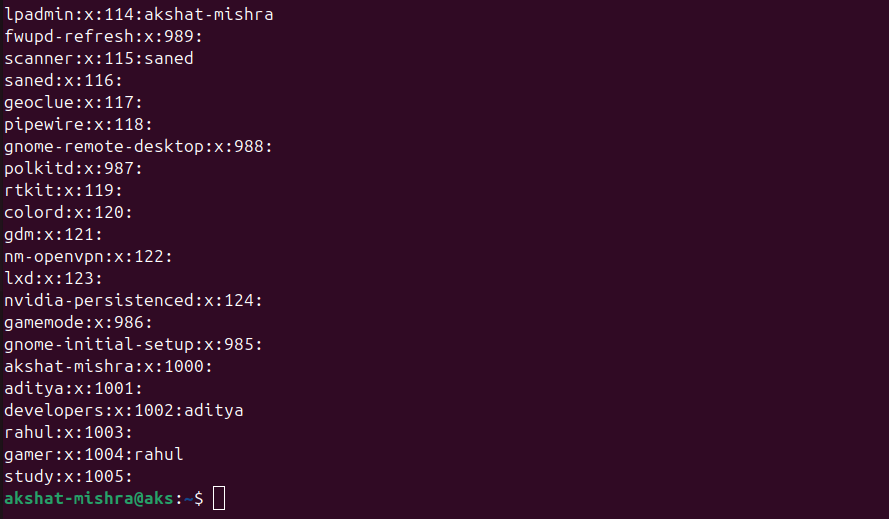 lpadmin:x:114:akshat-mishra
fwupd-refresh:x:989:
scanner:x:115:saned
saned:x:116:
geoclue:x:117:
pipewire:x:118:
gnome-remote-desktop:x:988:
polkitd:x:987:
rtkit:x:119:
colord:x:120:
gdm:x:121:
nm-openvpn:x:122:
lxd:x:123:
nvidia-persistenced:x:124:
gamemode:x:986:
gnome-initial-setup:x:985:
akshat-mishra:x:1000:
aditya:x:1001:
developers:x:1002:aditya
rahul:x:1003:
gamer:x:1004:rahul
study:x:1005:
akshat-mishra@aks:~$